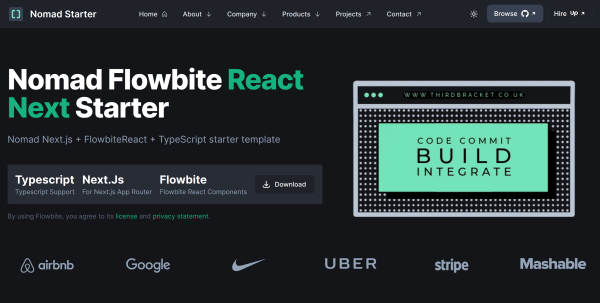 Nomad Starter
Home About Company Products Projects Contact Browse Hire Up
Nomad Flowbite React
Next Starter
Nomad Next.js + FlowbiteReact + TypeScript starter template
Typescript Next.Js Flowbite
Typescript Support For Next.js App Router Flowbite React Components
Download
By using Flowbite, you agree to its license and privacy statement.
WWW.THIRDBRACKET.CO.UK
CODE COMMIT
BUILD
INTEGRATE
airbnb Google UBER stripe Mashable